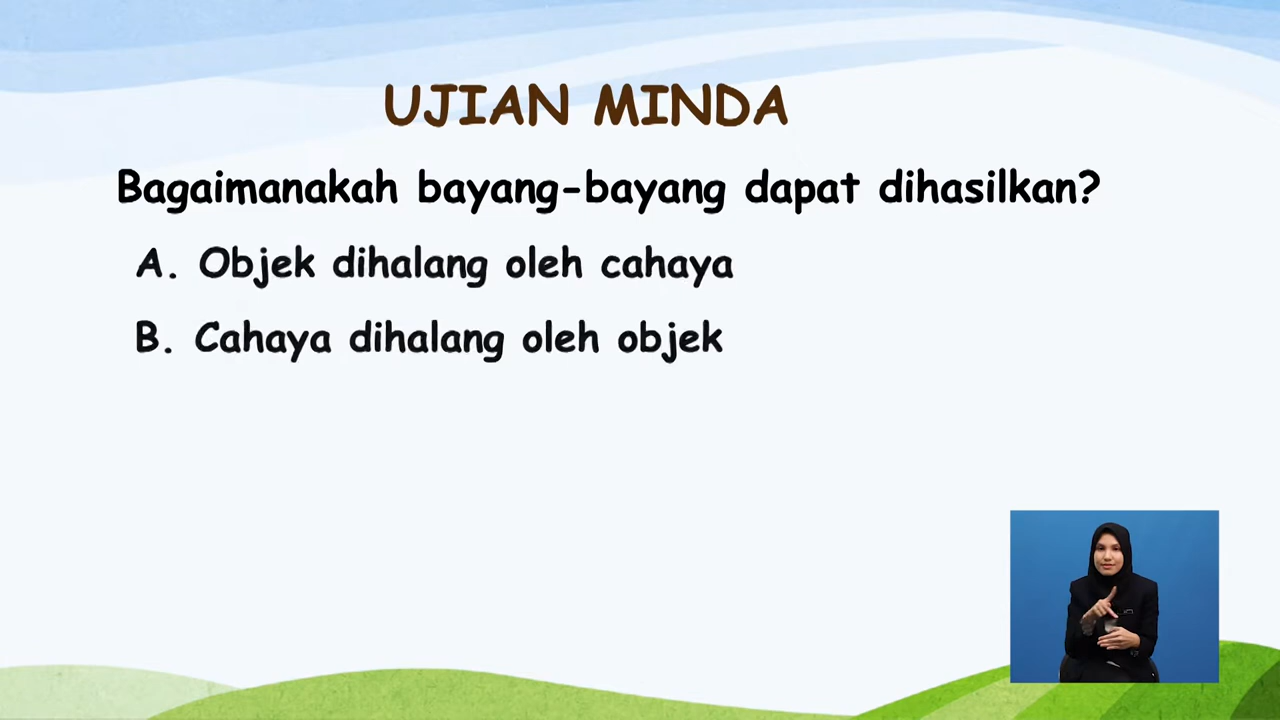 UJIAN MINDA
Bagaimanakah bayang-bayang dapat dihasilkan?
A. Objek dihalang oleh cahaya
B. Cahaya dihalang oleh objek